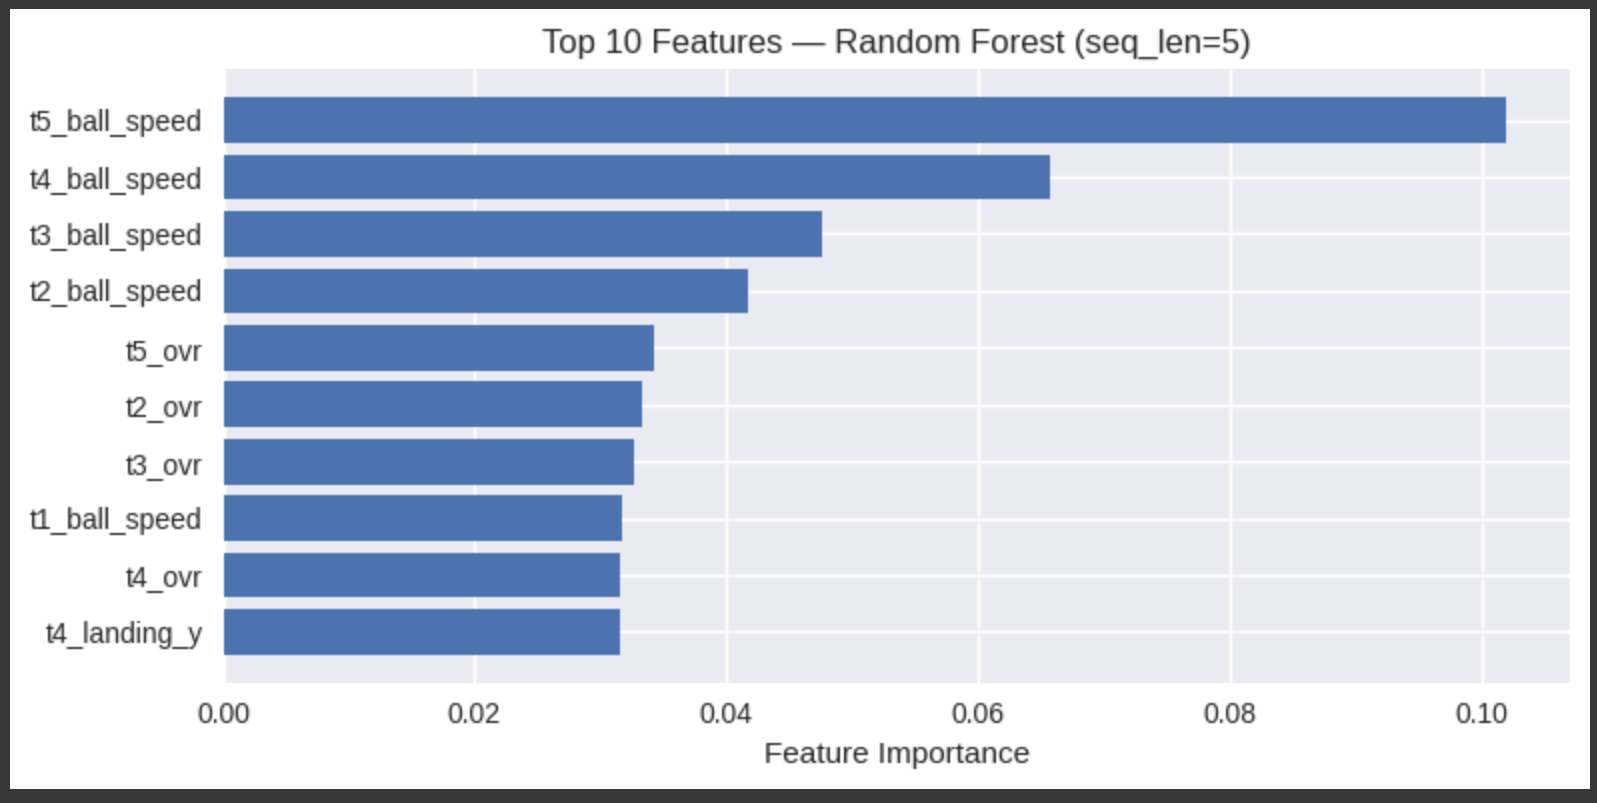 Top 10 Features — Random Forest (seq_len=5)
t5_ball_speed
t4_ball_speed
t3_ball_speed
t2_ball_speed
t5_ovr
t2_ovr
t3_ovr
t1_ball_speed
t4_ovr
t4_landing_y
0.00 0.02 0.04 0.06 0.08 0.10
Feature Importance